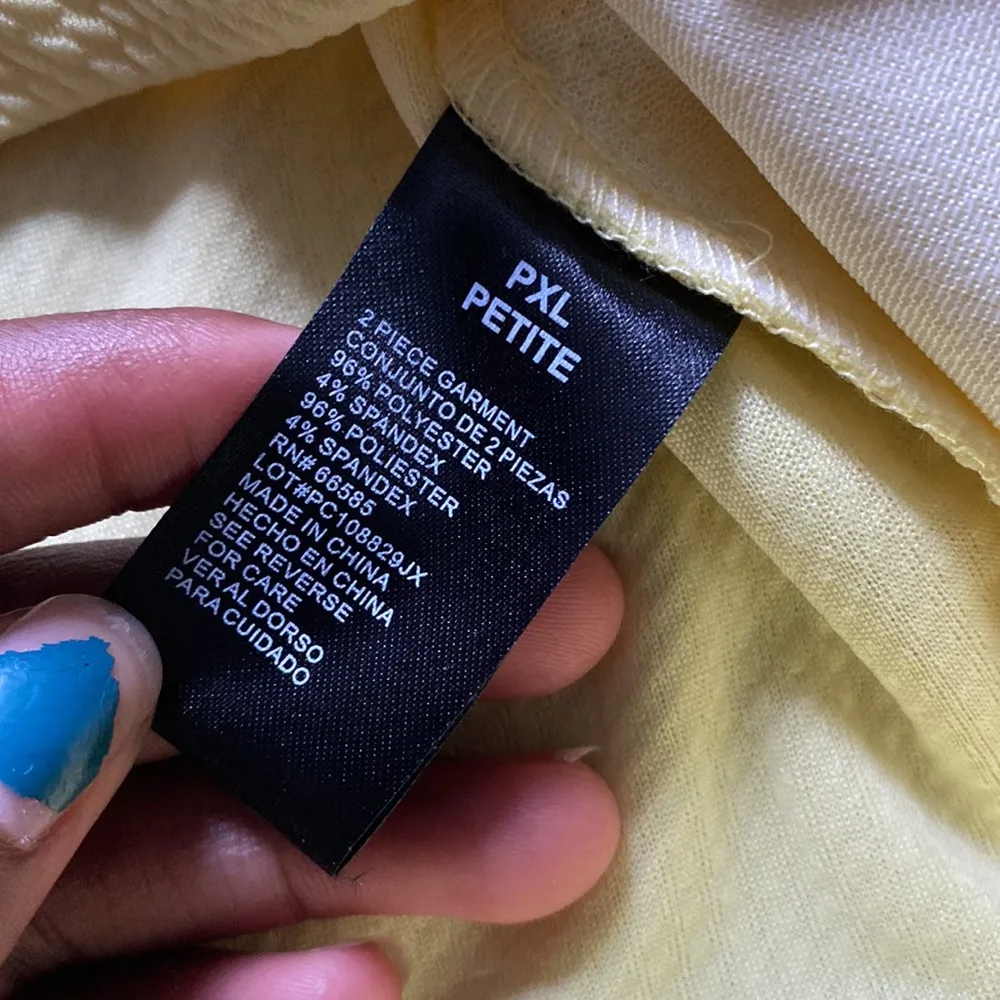 PXL
PETITE
2 PIECE GARMENT
CONJUNTO DE 2 PIEZAS
96% POLYESTER
4% SPANDEX
96% POLIESTER
4% SPANDEX
RN# 66585
LOT#PC108829JX
MADE IN CHINA
HECHO EN CHINA
SEE REVERSE
FOR CARE
VER AL DORSO
PARA CUIDADO